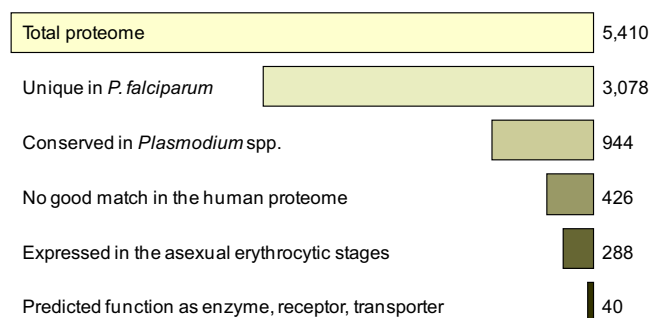 Total proteome 5,410
Unique in P. falciparum 3,078
Conserved in Plasmodium spp. 944
No good match in the human proteome 426
Expressed in the asexual erythrocytic stages 288
Predicted function as enzyme, receptor, transporter 40